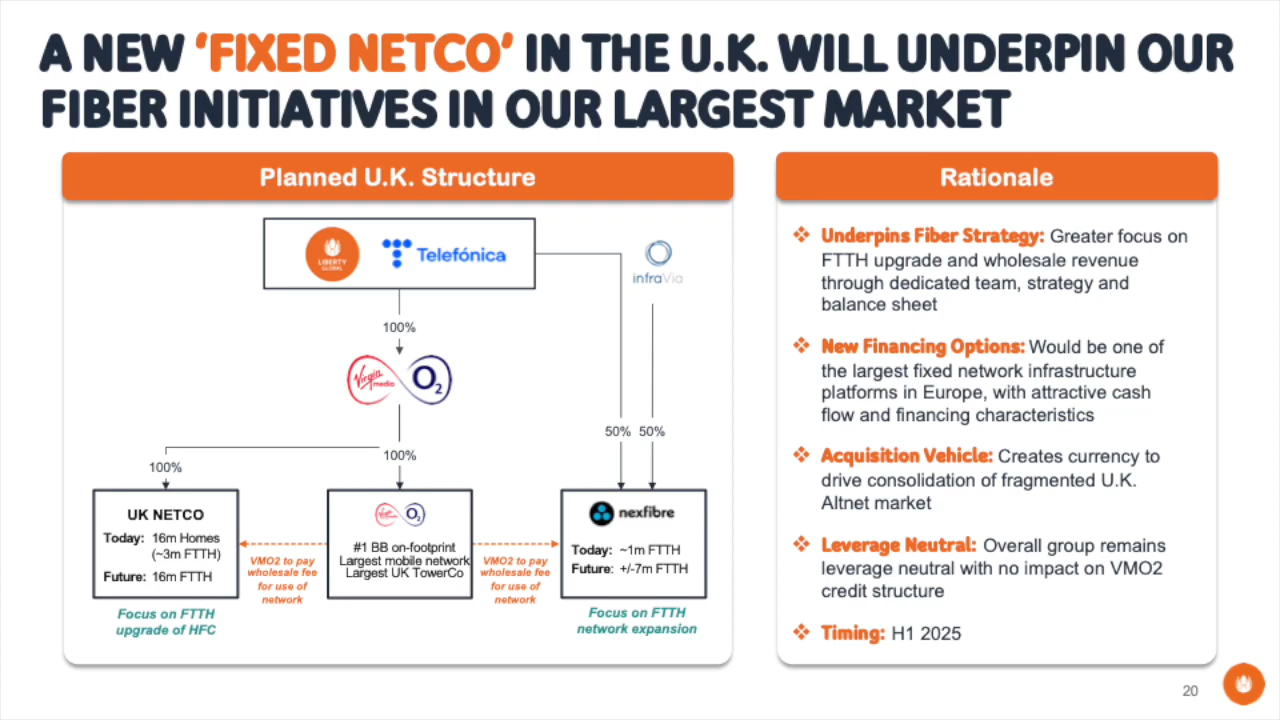 A NEW ‘FIXED NETCO’ IN THE U.K. WILL UNDERPIN OUR
FIBER INITIATIVES IN OUR LARGEST MARKET
Planned U.K. Structure
LIBERTY
GLOBAL
Telefónica
infraVia
100%
Virgin
media
O2
50% 50%
100%
100%
UK NETCO
Today: 16m Homes
(~3m FTTH)
Future: 16m FTTH
Focus on FTTH
upgrade of HFC
VMO2 to pay
wholesale fee
for use of
network
Virgin
media
O2
#1 BB on-footprint
Largest mobile network
Largest UK TowerCo
VMO2 to pay
wholesale fee
for use of
network
nexfibre
Today: ~1m FTTH
Future: +/-7m FTTH
Focus on FTTH
network expansion
Rationale
❖ Underpins Fiber Strategy: Greater focus on
FTTH upgrade and wholesale revenue
through dedicated team, strategy and
balance sheet
❖ New Financing Options: Would be one of
the largest fixed network infrastructure
platforms in Europe, with attractive cash
flow and financing characteristics
❖ Acquisition Vehicle: Creates currency to
drive consolidation of fragmented U.K.
Altnet market
❖ Leverage Neutral: Overall group remains
leverage neutral with no impact on VMO2
credit structure
❖ Timing: H1 2025
20